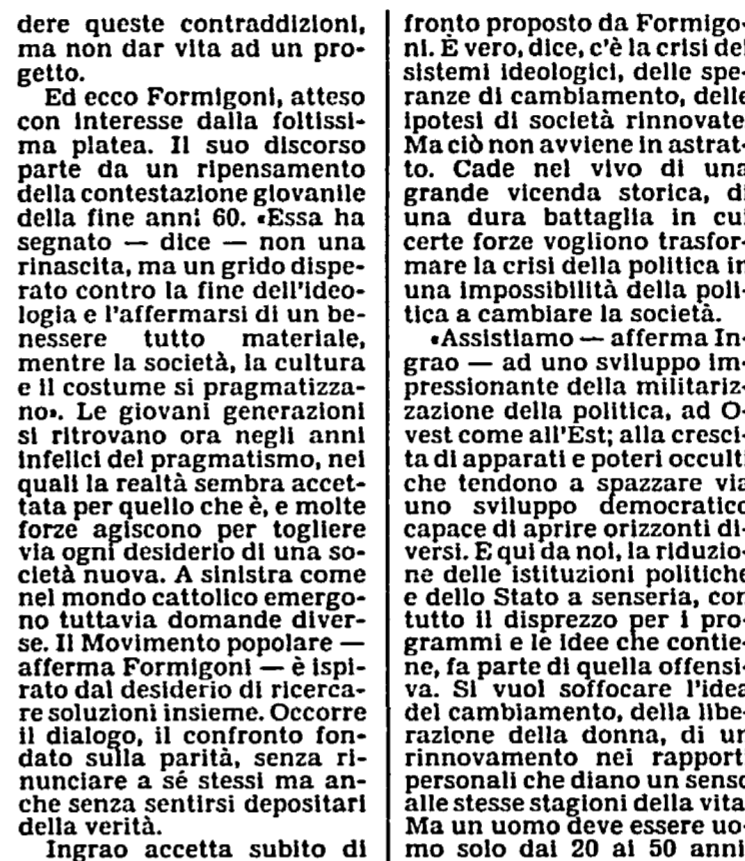 dere queste contraddizioni,
ma non dar vita ad un pro-
getto.
Ed ecco Formigoni, atteso
con interesse dalla foltissi-
ma platea. Il suo discorso
parte da un ripensamento
della contestazione giovanile
della fine anni 60. «Essa ha
segnato — dice — non una
rinascita, ma un grido dispe-
rato contro la fine dell'ideo-
logia e l'affermarsi di un be-
nessere tutto materiale,
mentre la società, la cultura
e il costume si pragmatizza-
no». Le giovani generazioni
si ritrovano ora negli anni
infelici del pragmatismo, nei
quali la realtà sembra accet-
tata per quello che è, e molte
forze agiscono per togliere
via ogni desiderio di una so-
cietà nuova. A sinistra come
nel mondo cattolico emergo-
no tuttavia domande diver-
se. Il Movimento popolare —
afferma Formigoni — è ispi-
rato dal desiderio di ricerca-
re soluzioni insieme. Occorre
il dialogo, il confronto fon-
dato sulla parità, senza ri-
nunciare a sé stessi ma an-
che senza sentirsi depositari
della verità.
Ingrao accetta subito di
fronto proposto da Formigo-
ni. È vero, dice, c'è la crisi dei
sistemi ideologici, delle spe-
ranze di cambiamento, delle
ipotesi di società rinnovate.
Ma ciò non avviene in astrat-
to. Cade nel vivo di una
grande vicenda storica, di
una dura battaglia in cui
certe forze vogliono trasfor-
mare la crisi della politica in
una impossibilità della poli-
tica a cambiare la società.
«Assistiamo — afferma In-
grao — ad uno sviluppo im-
pressionante della militariz-
zazione della politica, ad O-
vest come all'Est; alla cresci-
ta di apparati e poteri occulti
che tendono a spazzare via
uno sviluppo democratico
capace di aprire orizzonti di-
versi. E qui da noi, la riduzio-
ne delle istituzioni politiche
e dello Stato a senseria, con
tutto il disprezzo per i pro-
grammi e le idee che contie-
ne, fa parte di quella offensi-
va. Si vuol soffocare l'idea
del cambiamento, della libe-
razione della donna, di un
rinnovamento nei rapporti
personali che diano un senso
alle stesse stagioni della vita.
Ma un uomo deve essere uo-
mo solo dai 20 ai 50 anni